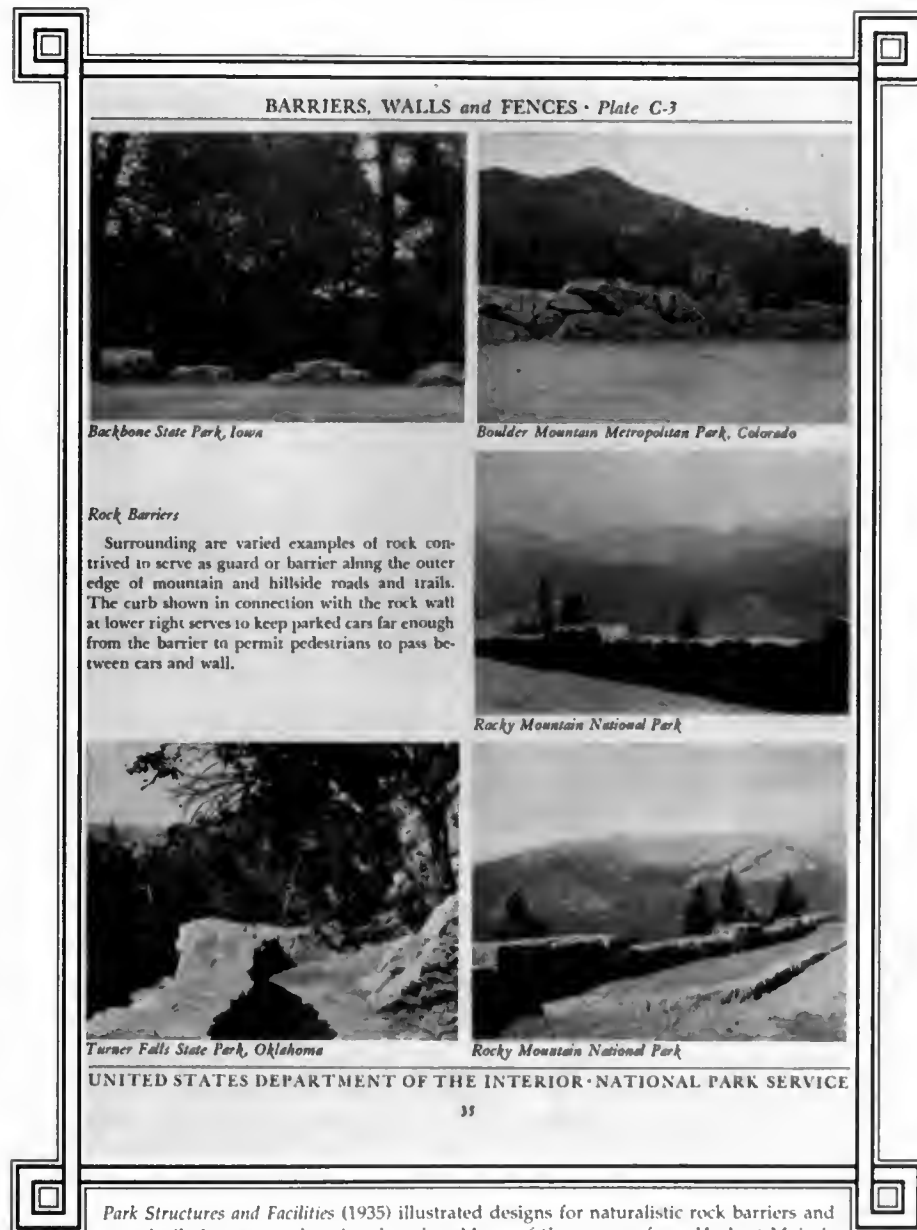 BARRIERS, WALLS and FENCES · Plate C-3
Backbone State Park, Iowa
Boulder Mountain Metropolitan Park, Colorado
Rock Barriers
Surrounding are varied examples of rock con-
trived to serve as guard or barrier along the outer
edge of mountain and hillside roads and trails.
The curb shown in connection with the rock wall
at lower right serves to keep parked cars far enough
from the barrier to permit pedestrians to pass be-
tween cars and wall.
Rocky Mountain National Park
Turner Falls State Park, Oklahoma
Rocky Mountain National Park
UNITED STATES DEPARTMENT OF THE INTERIOR · NATIONAL PARK SERVICE
35
Park Structures and Facilities (1935) illustrated designs for naturalistic rock barriers and